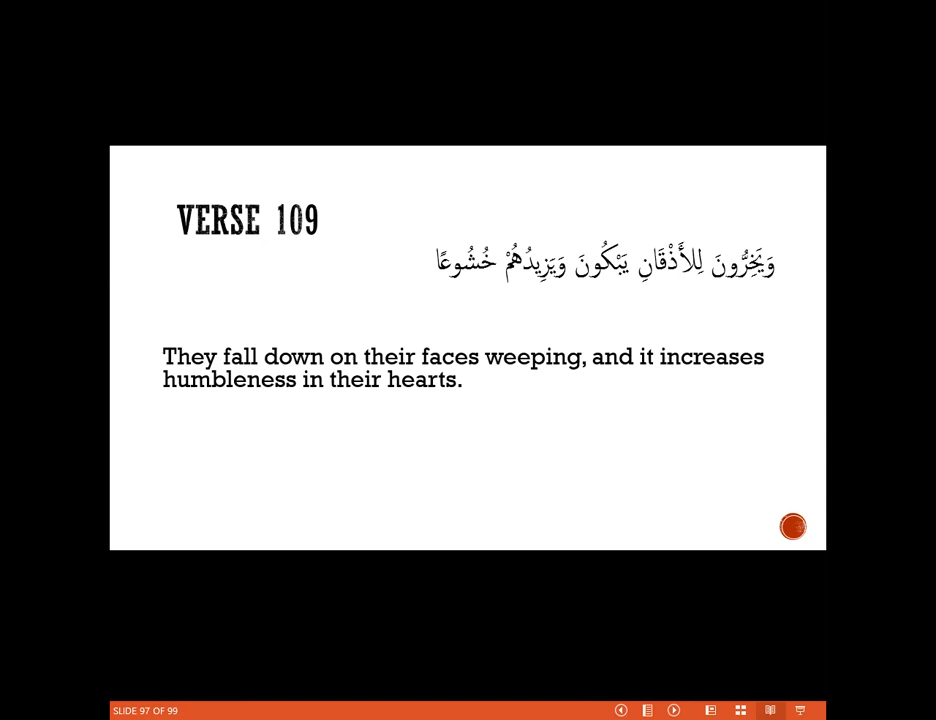 VERSE 109
وَيَخِرُّونَ لِلأَذْقَانِ يَبْكُونَ وَيَزِيدُهُمْ خُشُوعًا
They fall down on their faces weeping, and it increases
humbleness in their hearts.
SLIDE 97 OF 99